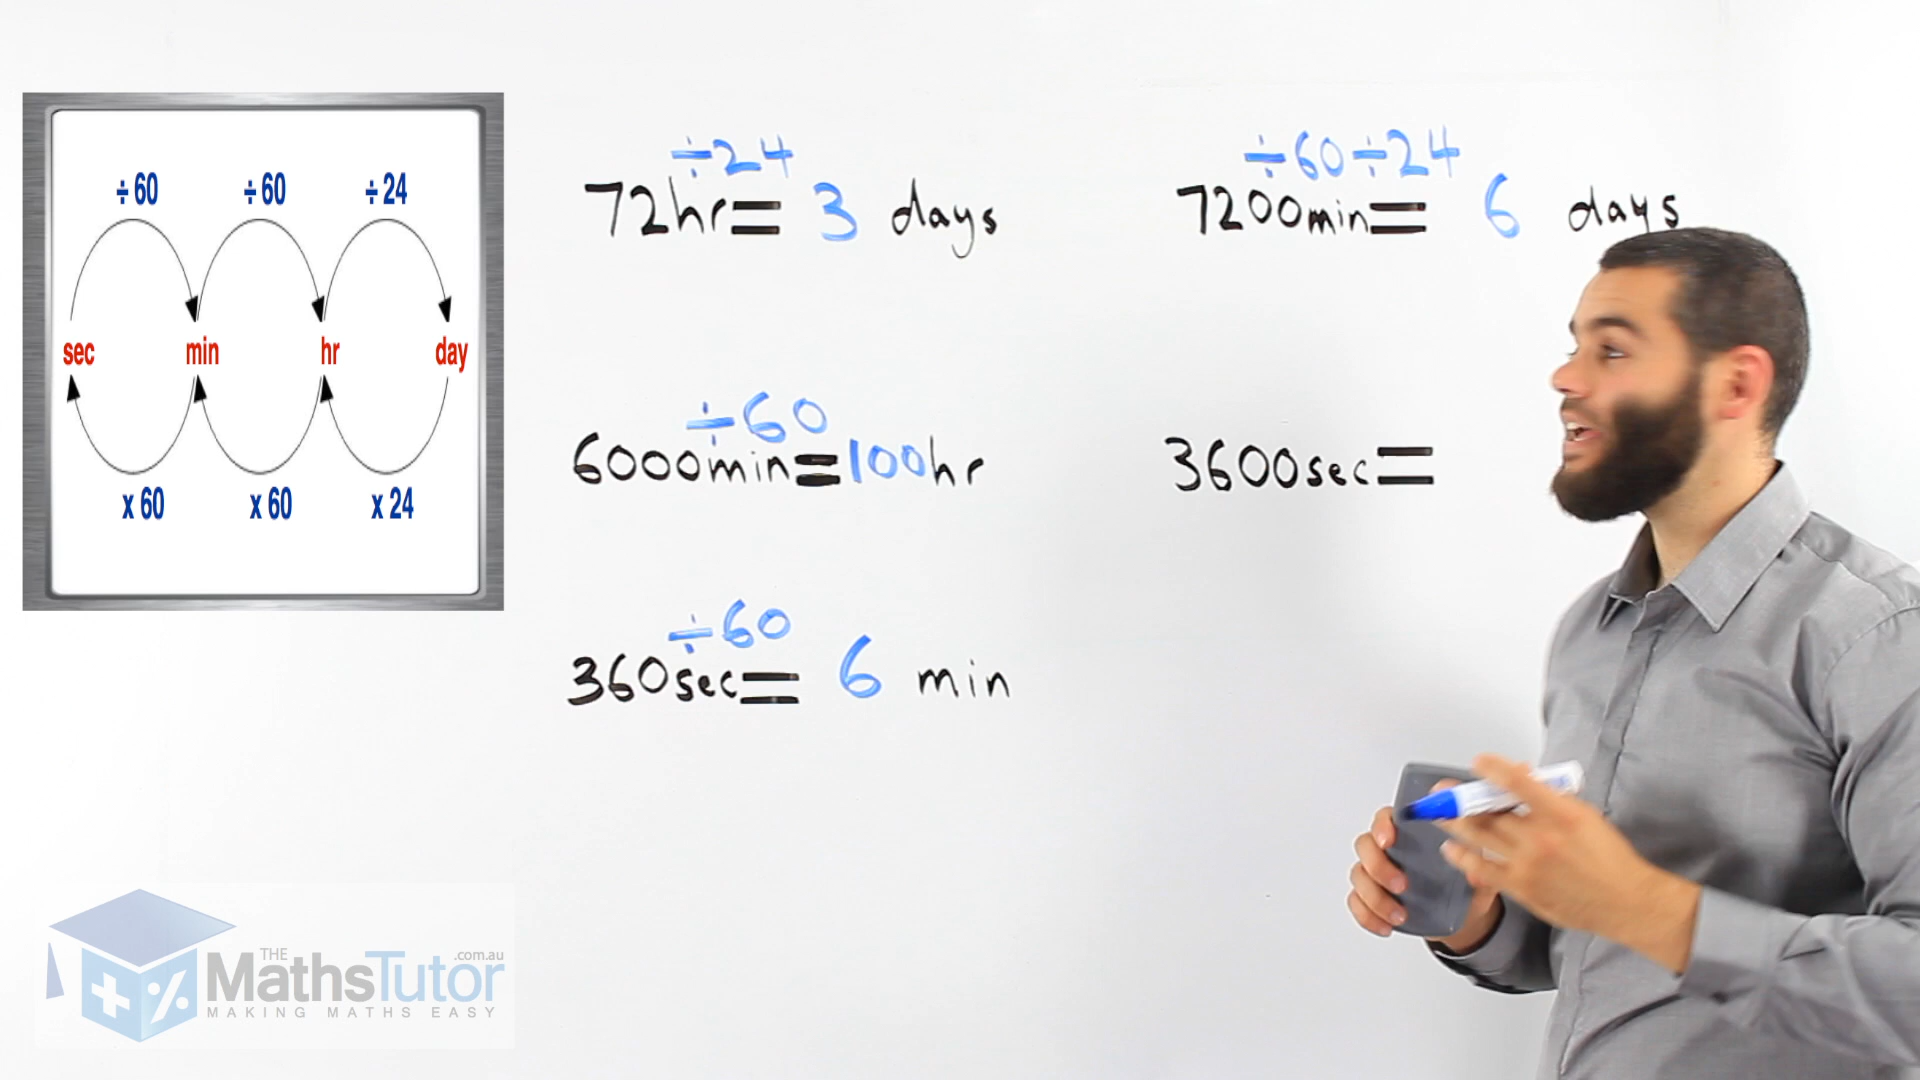 ÷ 60 ÷ 60 ÷ 24
sec min hr day
x 60 x 60 x 24
÷24
72hr= 3 days
÷60
6000min=100hr
÷60
360sec= 6 min
÷60÷24
7200min= 6 days
3600sec=
THE MathsTutor .com.au
MAKING MATHS EASY